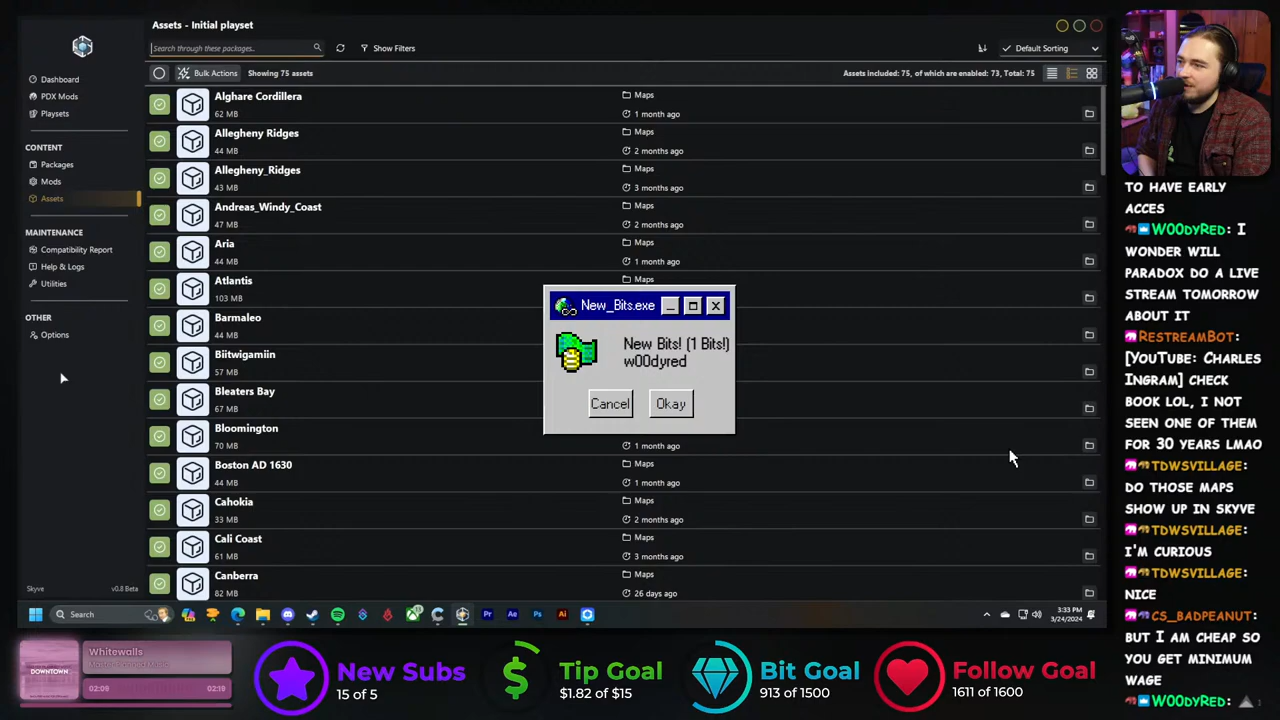 Assets - Initial playset
Search through these packages..
Show Filters
Default Sorting
Bulk Actions
Showing 75 assets
Assets included: 75, of which are enabled: 73, Total: 75
Dashboard
PDX Mods
Playsets
CONTENT
Packages
Mods
Assets
MAINTENANCE
Compatibility Report
Help & Logs
Utilities
OTHER
Options
Skyve
v0.8 Beta
Alghare Cordillera
62 MB
Maps
1 month ago
Allegheny Ridges
44 MB
Maps
2 months ago
Allegheny_Ridges
43 MB
Maps
3 months ago
Andreas_Windy_Coast
47 MB
Maps
2 months ago
Aria
44 MB
Maps
1 month ago
Atlantis
103 MB
Maps
Barmaleo
44 MB
Biitwigamin
57 MB
Bleaters Bay
67 MB
Bloomington
70 MB
1 month ago
Boston AD 1630
44 MB
Maps
1 month ago
Cahokia
33 MB
Maps
2 months ago
Cali Coast
61 MB
Maps
3 months ago
Canberra
82 MB
Maps
26 days ago
New_Bits.exe
New Bits! (1 Bits!)
w00dyred
Cancel
Okay
Search
3:33 PM
3/24/2024
TO HAVE EARLY
ACCES
W00DYRED: I
WONDER WILL
PARADOX DO A LIVE
STREAM TOMORROW
ABOUT IT
RESTREAMBOT:
[YOUTUBE: CHARLES
INGRAM] CHECK
BOOK LOL, I NOT
SEEN ONE OF THEM
FOR 30 YEARS LMAO
TDWSVILLAGE:
DO THOSE MAPS
SHOW UP IN SKYVE
TDWSVILLAGE:
I'M CURIOUS
TDWSVILLAGE:
NICE
CS_BADPEANUT:
BUT I AM CHEAP SO
YOU GET MINIMUM
WAGE
W00DYRED: 1
DOWNTOWN
Whitewalls
02:09
02:19
New Subs
15 of 5
Tip Goal
$1.82 of $15
Bit Goal
913 of 1500
Follow Goal
1611 of 1600